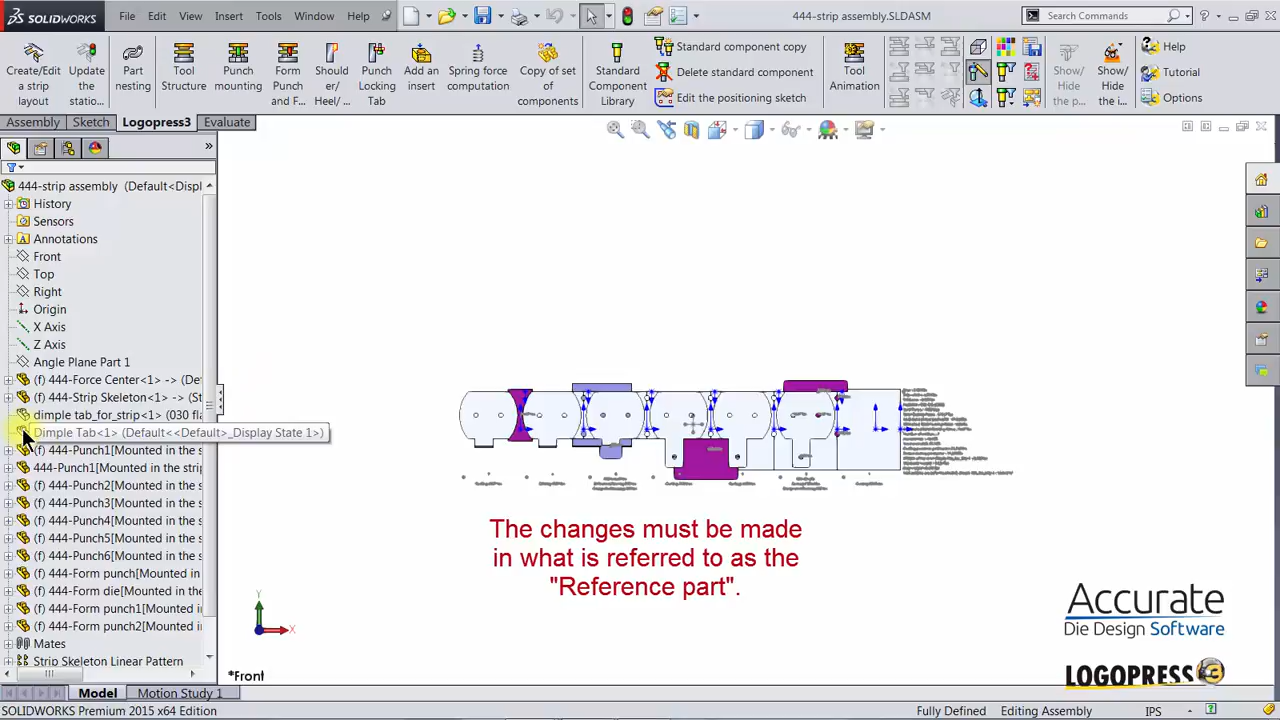 SOLIDWORKS File Edit View Insert Tools Window Help 444-strip assembly.SLDASM Search Commands
Create/Edit a strip layout
Update the statio...
Part nesting
Tool Structure
Punch mounting
Form Punch and F...
Should er/ Heel/ ...
Punch Locking Tab
Add an insert
Spring force computation
Copy of set of components
Standard Component Library
Standard component copy
Delete standard component
Edit the positioning sketch
Tool Animation
Show/ Hide the p...
Show/ Hide the i...
Help
Tutorial
Options
Assembly Sketch Logopress3 Evaluate
444-strip assembly (Default<Displ
History
Sensors
Annotations
Front
Top
Right
Origin
X Axis
Z Axis
Angle Plane Part 1
(f) 444-Force Center<1> -> (De
(f) 444-Strip Skeleton<1> -> (S
dimple tab_for_strip<1> (030 fl
Dimple Tab<1> (Default<<Default>_Display State 1>)
(f) 444-Punch1[Mounted in the s
444-Punch1[Mounted in the stri
(f) 444-Punch2[Mounted in the s
(f) 444-Punch3[Mounted in the s
(f) 444-Punch4[Mounted in the s
(f) 444-Punch5[Mounted in the s
(f) 444-Punch6[Mounted in the s
(f) 444-Form punch[Mounted in
(f) 444-Form die[Mounted in the
(f) 444-Form punch1[Mounted i
(f) 444-Form punch2[Mounted i
Mates
Strip Skeleton Linear Pattern
The changes must be made
in what is referred to as the
"Reference part".
Y
X
*Front
Accurate
Die Design Software
LOGOPRESS3
Model Motion Study 1
SOLIDWORKS Premium 2015 x64 Edition Fully Defined Editing Assembly IPS